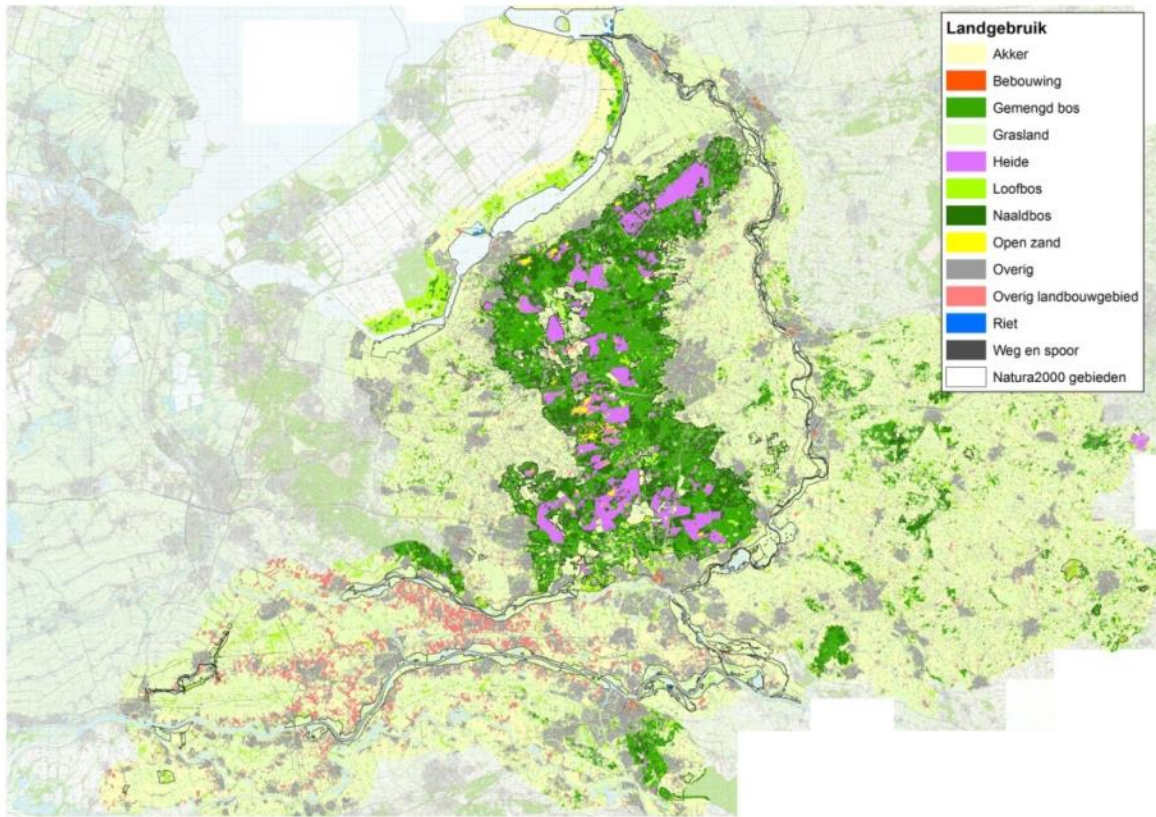 Landgebruik
Akker
Bebouwing
Gemengd bos
Grasland
Heide
Loofbos
Naaldbos
Open zand
Overig
Overig landbouwgebied
Riet
Weg en spoor
Natura2000 gebieden